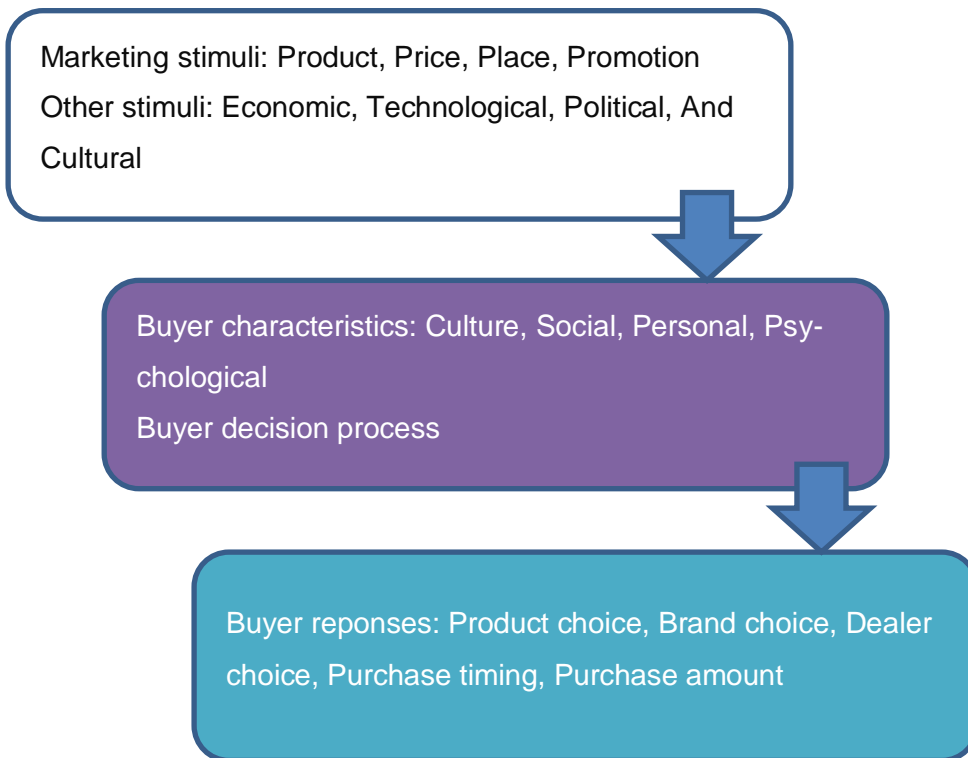 Marketing stimuli: Product, Price, Place, Promotion
Other stimuli: Economic, Technological, Political, And
Cultural
Buyer characteristics: Culture, Social, Personal, Psy-
chological
Buyer decision process
Buyer reponses: Product choice, Brand choice, Dealer
choice, Purchase timing, Purchase amount